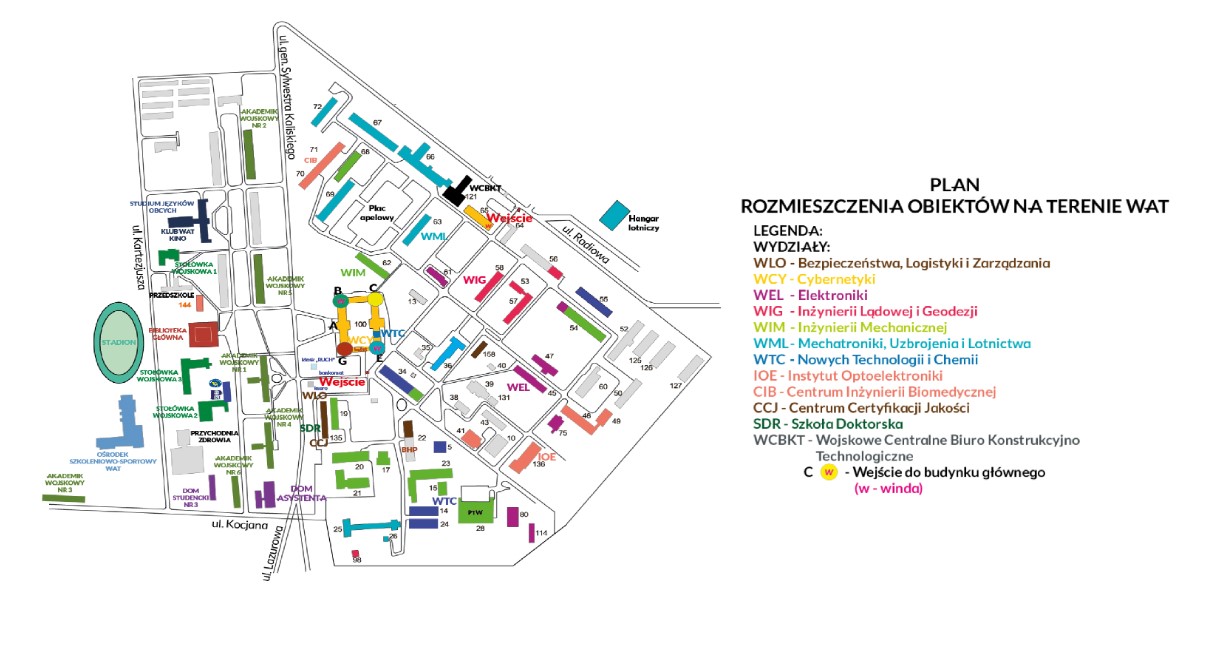 PLAN
ROZMIESZCZENIA OBIEKTÓW NA TERENIE WAT
LEGENDA:
WYDZIAŁY:
WLO - Bezpieczeństwa, Logistyki i Zarządzania
WCY - Cybernetyki
WEL - Elektroniki
WIG - Inżynierii Lądowej i Geodezji
WIM - Inżynierii Mechanicznej
WML - Mechatroniki, Uzbrojenia i Lotnictwa
WTC - Nowych Technologii i Chemii
IOE - Instytut Optoelektroniki
CIB - Centrum Inżynierii Biomedycznej
CCJ - Centrum Certyfikacji Jakości
SDR - Szkoła Doktorska
WCBKT - Wojskowe Centralne Biuro Konstrukcyjno
Technologiczne
C w - Wejście do budynku głównego
(w - winda)
ul. gen. Sylwestra Kaliskiego
ul. Kartezjusza
ul. Radiowa
ul. Kocjana
ul. Lazurowa
AKADEMIK
WOJSKOWY
NR 2
STUDIUM JĘZYKÓW
OBCYCH
KLUB WAT
KINO
STOŁÓWKA
WOJSKOWA 1
PRZEDSZKOLE
144
BIBLIOTEKA
GŁÓWNA
STADION
AKADEMIK
WOJSKOWY
NR 5
AKADEMIK
WOJSKOWY
NR 1
STOŁÓWKA
WOJSKOWA 3
STOŁÓWKA
WOJSKOWA 2
P
PRZYCHODNIA
ZDROWIA
AKADEMIK
WOJSKOWY
NR 4
AKADEMIK
WOJSKOWY
NR 6
OŚRODEK
SZKOLENIOWO-SPORTOWY
WAT
AKADEMIK
WOJSKOWY
NR 3
DOM
STUDENCKI
NR 3
DOM
ASYSTENTA
72
67
66
71
CIB
70
68
69
Plac
apelowy
WCBKT
121
65
Wejście
64
63
WML
Hangar
lotniczy
WIM
62
61
WIG
58
53
57
56
55
54
52
13
B
C
A
100
WCY
WTC
G
E
bankomat
Wejście
WLO
SDR
CCJ
19
135
34
35
36
168
47
WEL
45
39
131
38
43
41
10
IOE
136
75
46
49
50
60
125
126
127
22
BHP
5
20
17
21
23
15
WTC
14
24
PTW
28
80
114
25
26
98